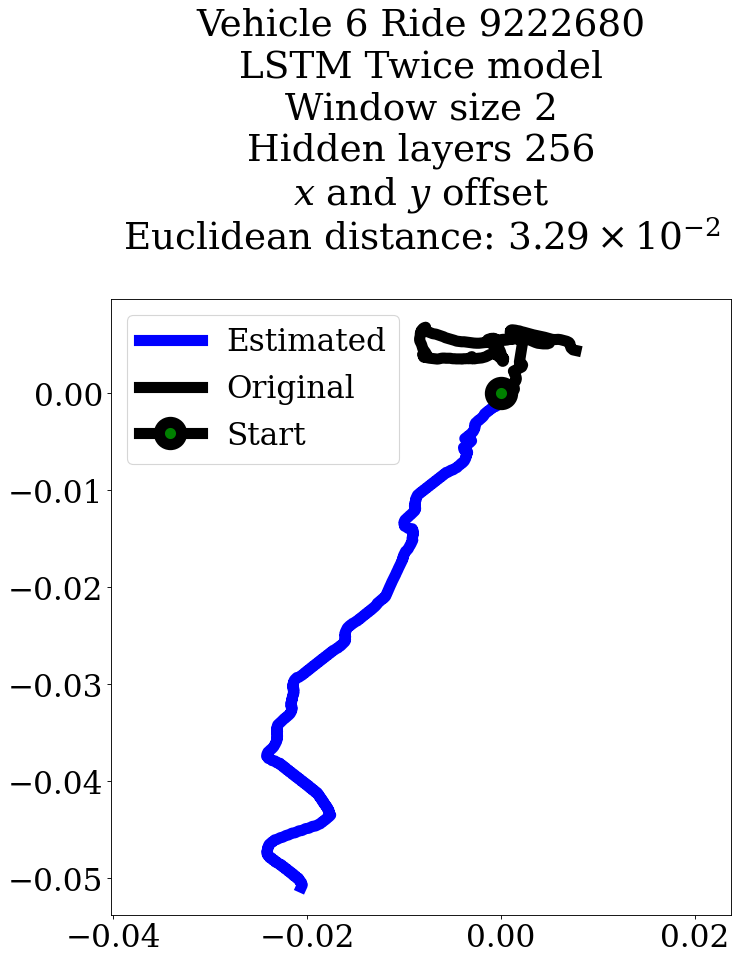 Vehicle 6 Ride 9222680
LSTM Twice model
Window size 2
Hidden layers 256
x and y offset
Euclidean distance: 3.29 × 10⁻²
Estimated
Original
Start
0.00
−0.01
−0.02
−0.03
−0.04
−0.05
−0.04 −0.02 0.00 0.02